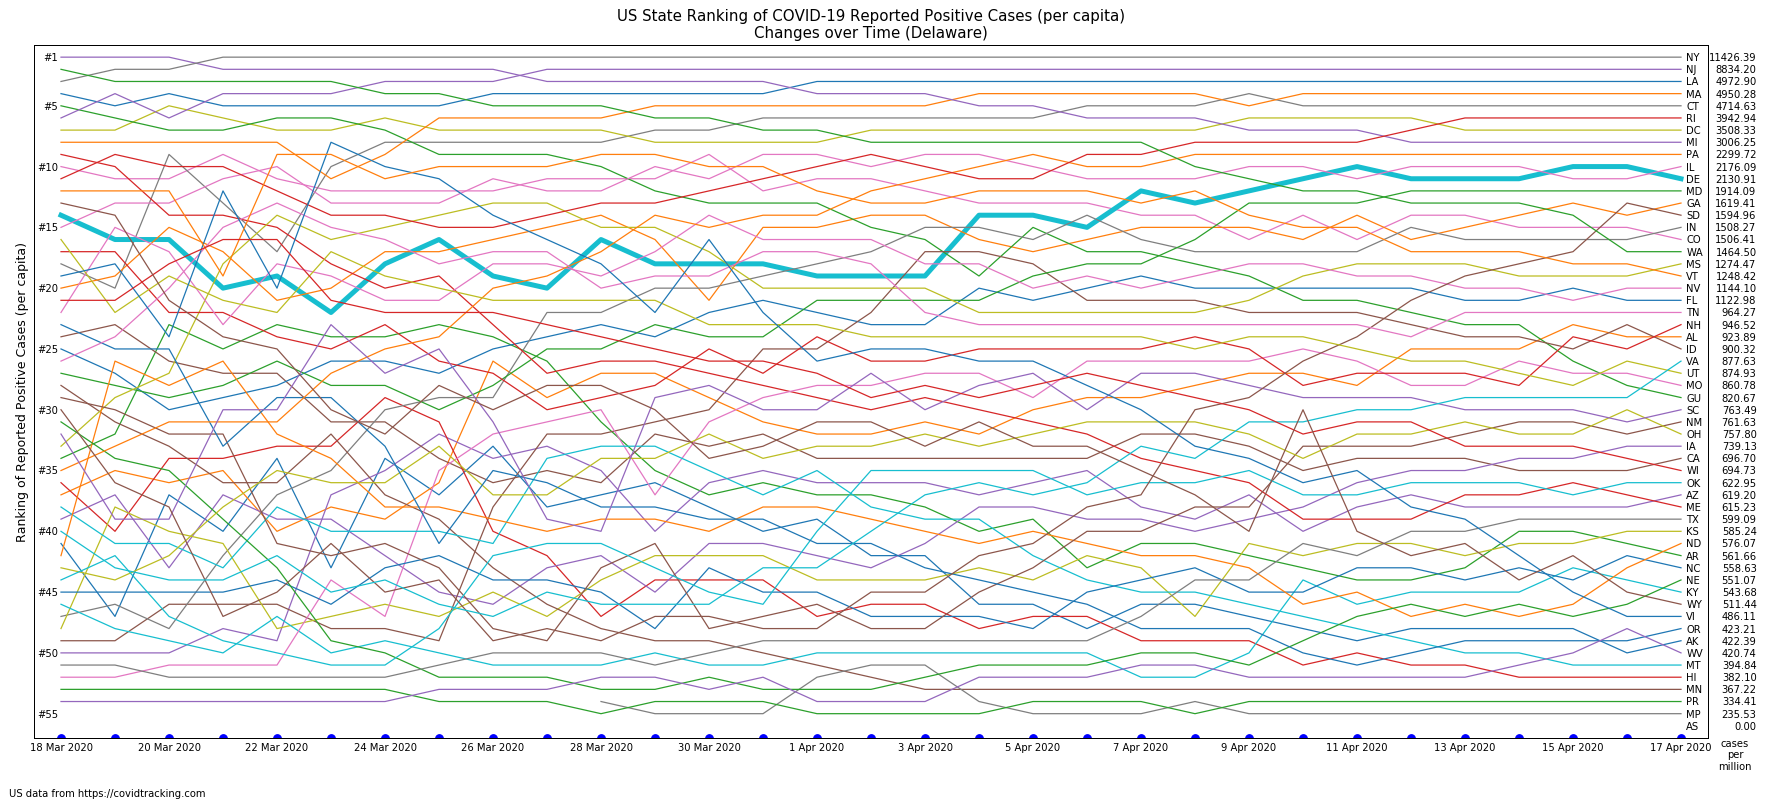 US State Ranking of COVID-19 Reported Positive Cases (per capita)
Changes over Time (Delaware)
Ranking of Reported Positive Cases (per capita)
#1
#5
#10
#15
#20
#25
#30
#35
#40
#45
#50
#55
NY 11426.39
NJ 8834.20
LA 4972.90
MA 4950.28
CT 4714.63
RI 3942.94
DC 3508.33
MI 3006.25
PA 2299.72
IL 2176.09
DE 2130.91
MD 1914.09
GA 1619.41
SD 1594.96
IN 1508.27
CO 1506.41
WA 1464.50
MS 1274.47
VT 1248.42
NV 1144.10
FL 1122.98
TN 964.27
NH 946.52
AL 923.89
ID 900.32
VA 877.63
UT 874.93
MO 860.78
GU 820.67
SC 763.49
NM 761.63
OH 757.80
IA 739.13
CA 696.70
WI 694.73
OK 622.95
AZ 619.20
ME 615.23
TX 599.09
KS 585.24
ND 576.07
AR 561.66
NC 558.63
NE 551.07
KY 543.68
WY 511.44
VI 486.11
OR 423.21
AK 422.39
WV 420.74
MT 394.84
HI 382.10
MN 367.22
PR 334.41
MP 235.53
AS 0.00
18 Mar 2020
20 Mar 2020
22 Mar 2020
24 Mar 2020
26 Mar 2020
28 Mar 2020
30 Mar 2020
1 Apr 2020
3 Apr 2020
5 Apr 2020
7 Apr 2020
9 Apr 2020
11 Apr 2020
13 Apr 2020
15 Apr 2020
17 Apr 2020
cases
per
million
US data from https://covidtracking.com